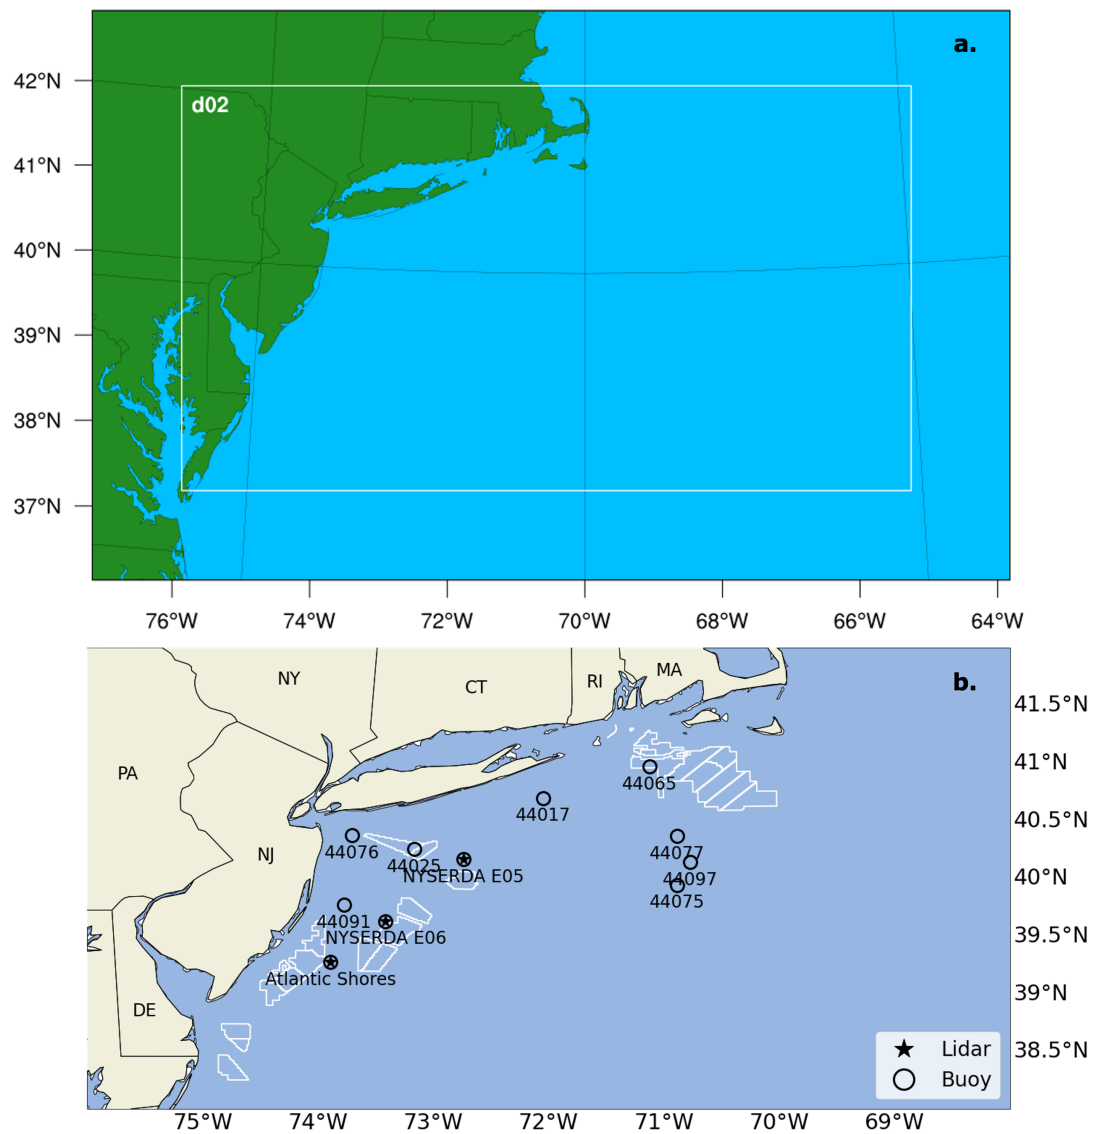 a.
42°N
d02
41°N
40°N
39°N
38°N
37°N
76°W 74°W 72°W 70°W 68°W 66°W 64°W
b.
NY
CT
RI
MA
41.5°N
PA
41°N
44065
44017
40.5°N
44076
44077
NJ
44025
NYSERDA E05
44097
40°N
44075
44091
NYSERDA E06
39.5°N
Atlantic Shores
39°N
DE
Lidar
38.5°N
Buoy
75°W 74°W 73°W 72°W 71°W 70°W 69°W